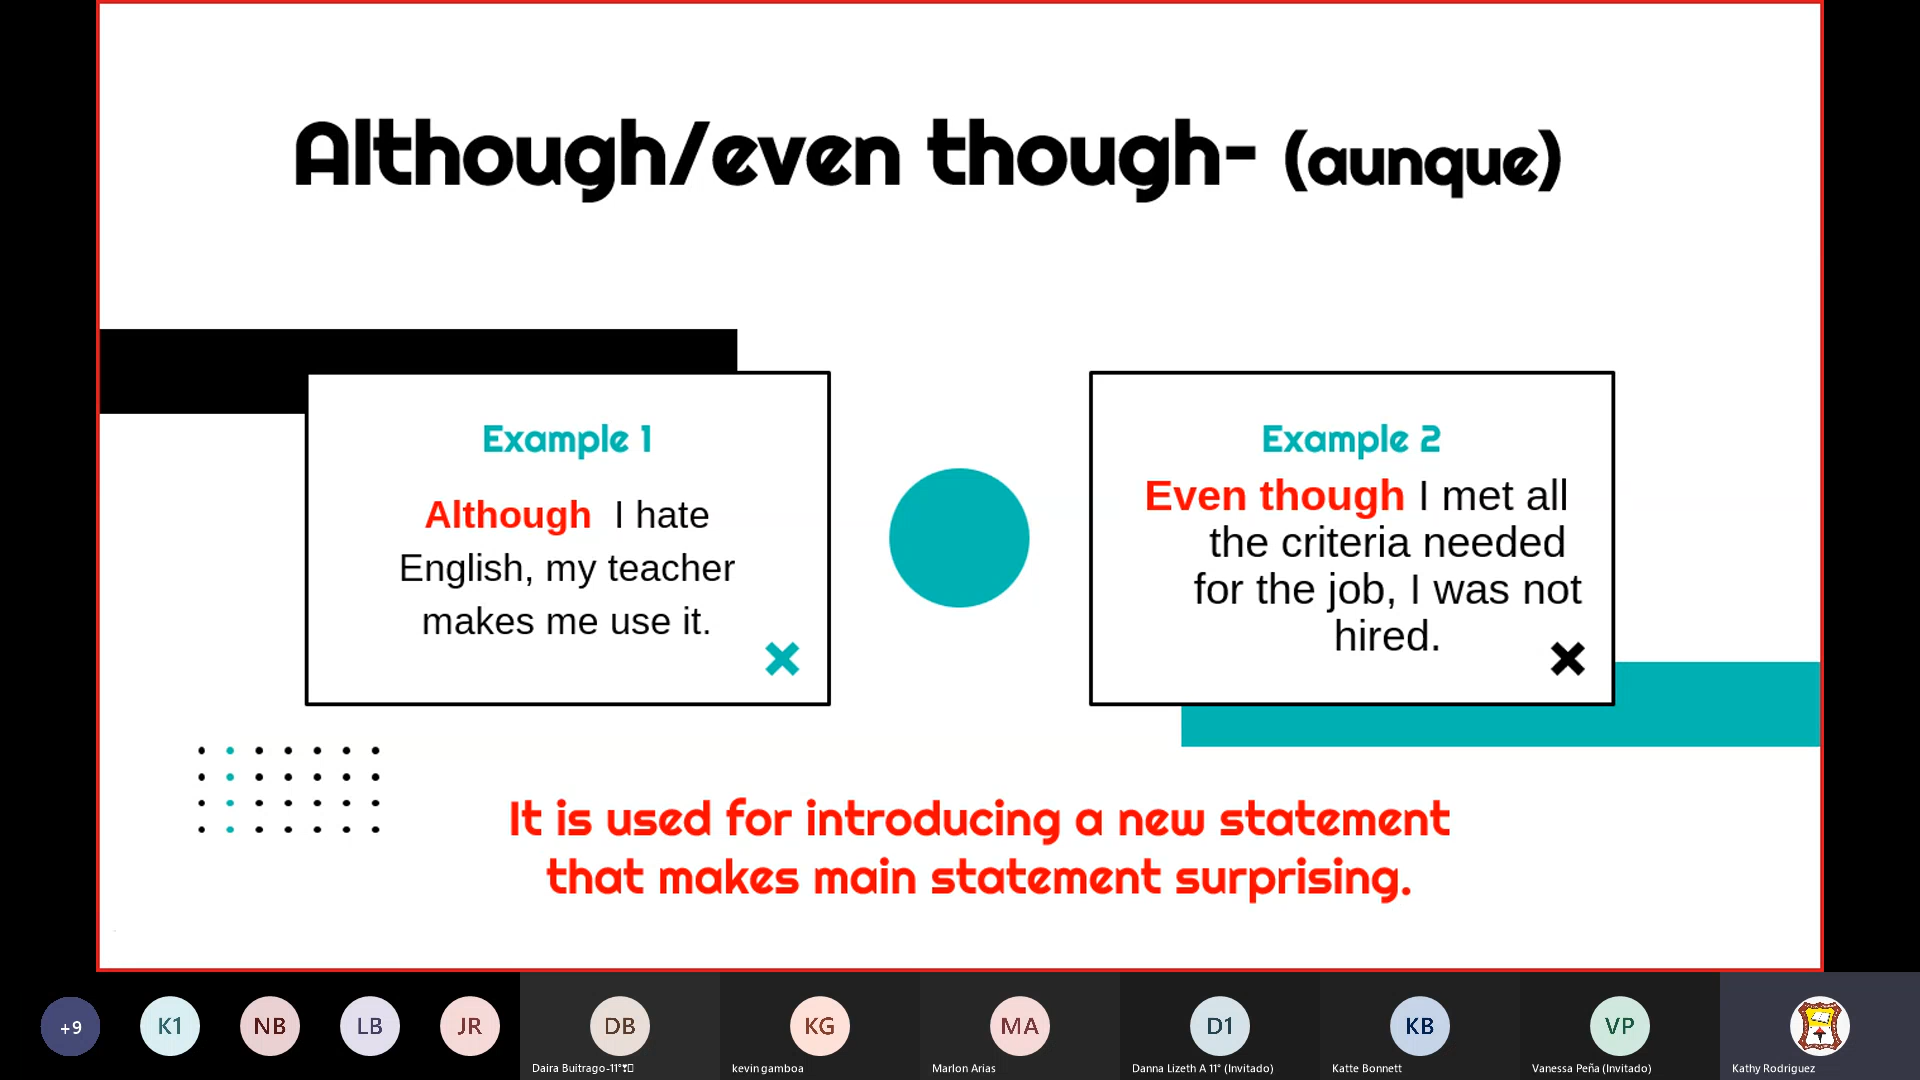 Although/even though- (aunque)
Example 1
Although I hate
English, my teacher
makes me use it.
Example 2
Even though I met all
the criteria needed
for the job, I was not
hired.
It is used for introducing a new statement
that makes main statement surprising.
+9
K1
NB
LB
JR
DB
KG
MA
D1
KB
VP
Daira Buitrago-11°❣
kevin gamboa
Marlon Arias
Danna Lizeth A 11° (Invitado)
Katte Bonnett
Vanessa Peña (Invitado)
Kathy Rodriguez